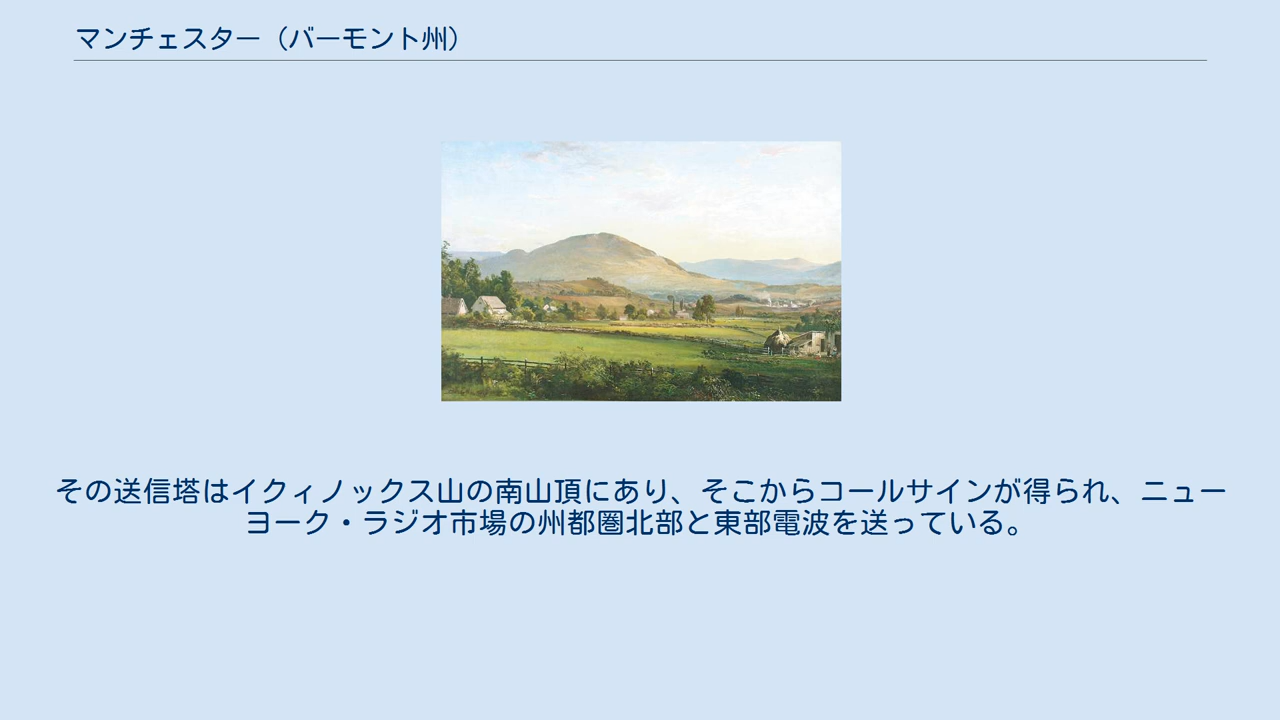 マンチェスター（バーモント州）
その送信塔はイクィノックス山の南山頂にあり、そこからコールサインが得られ、ニュー
ヨーク・ラジオ市場の州都圏北部と東部電波を送っている。